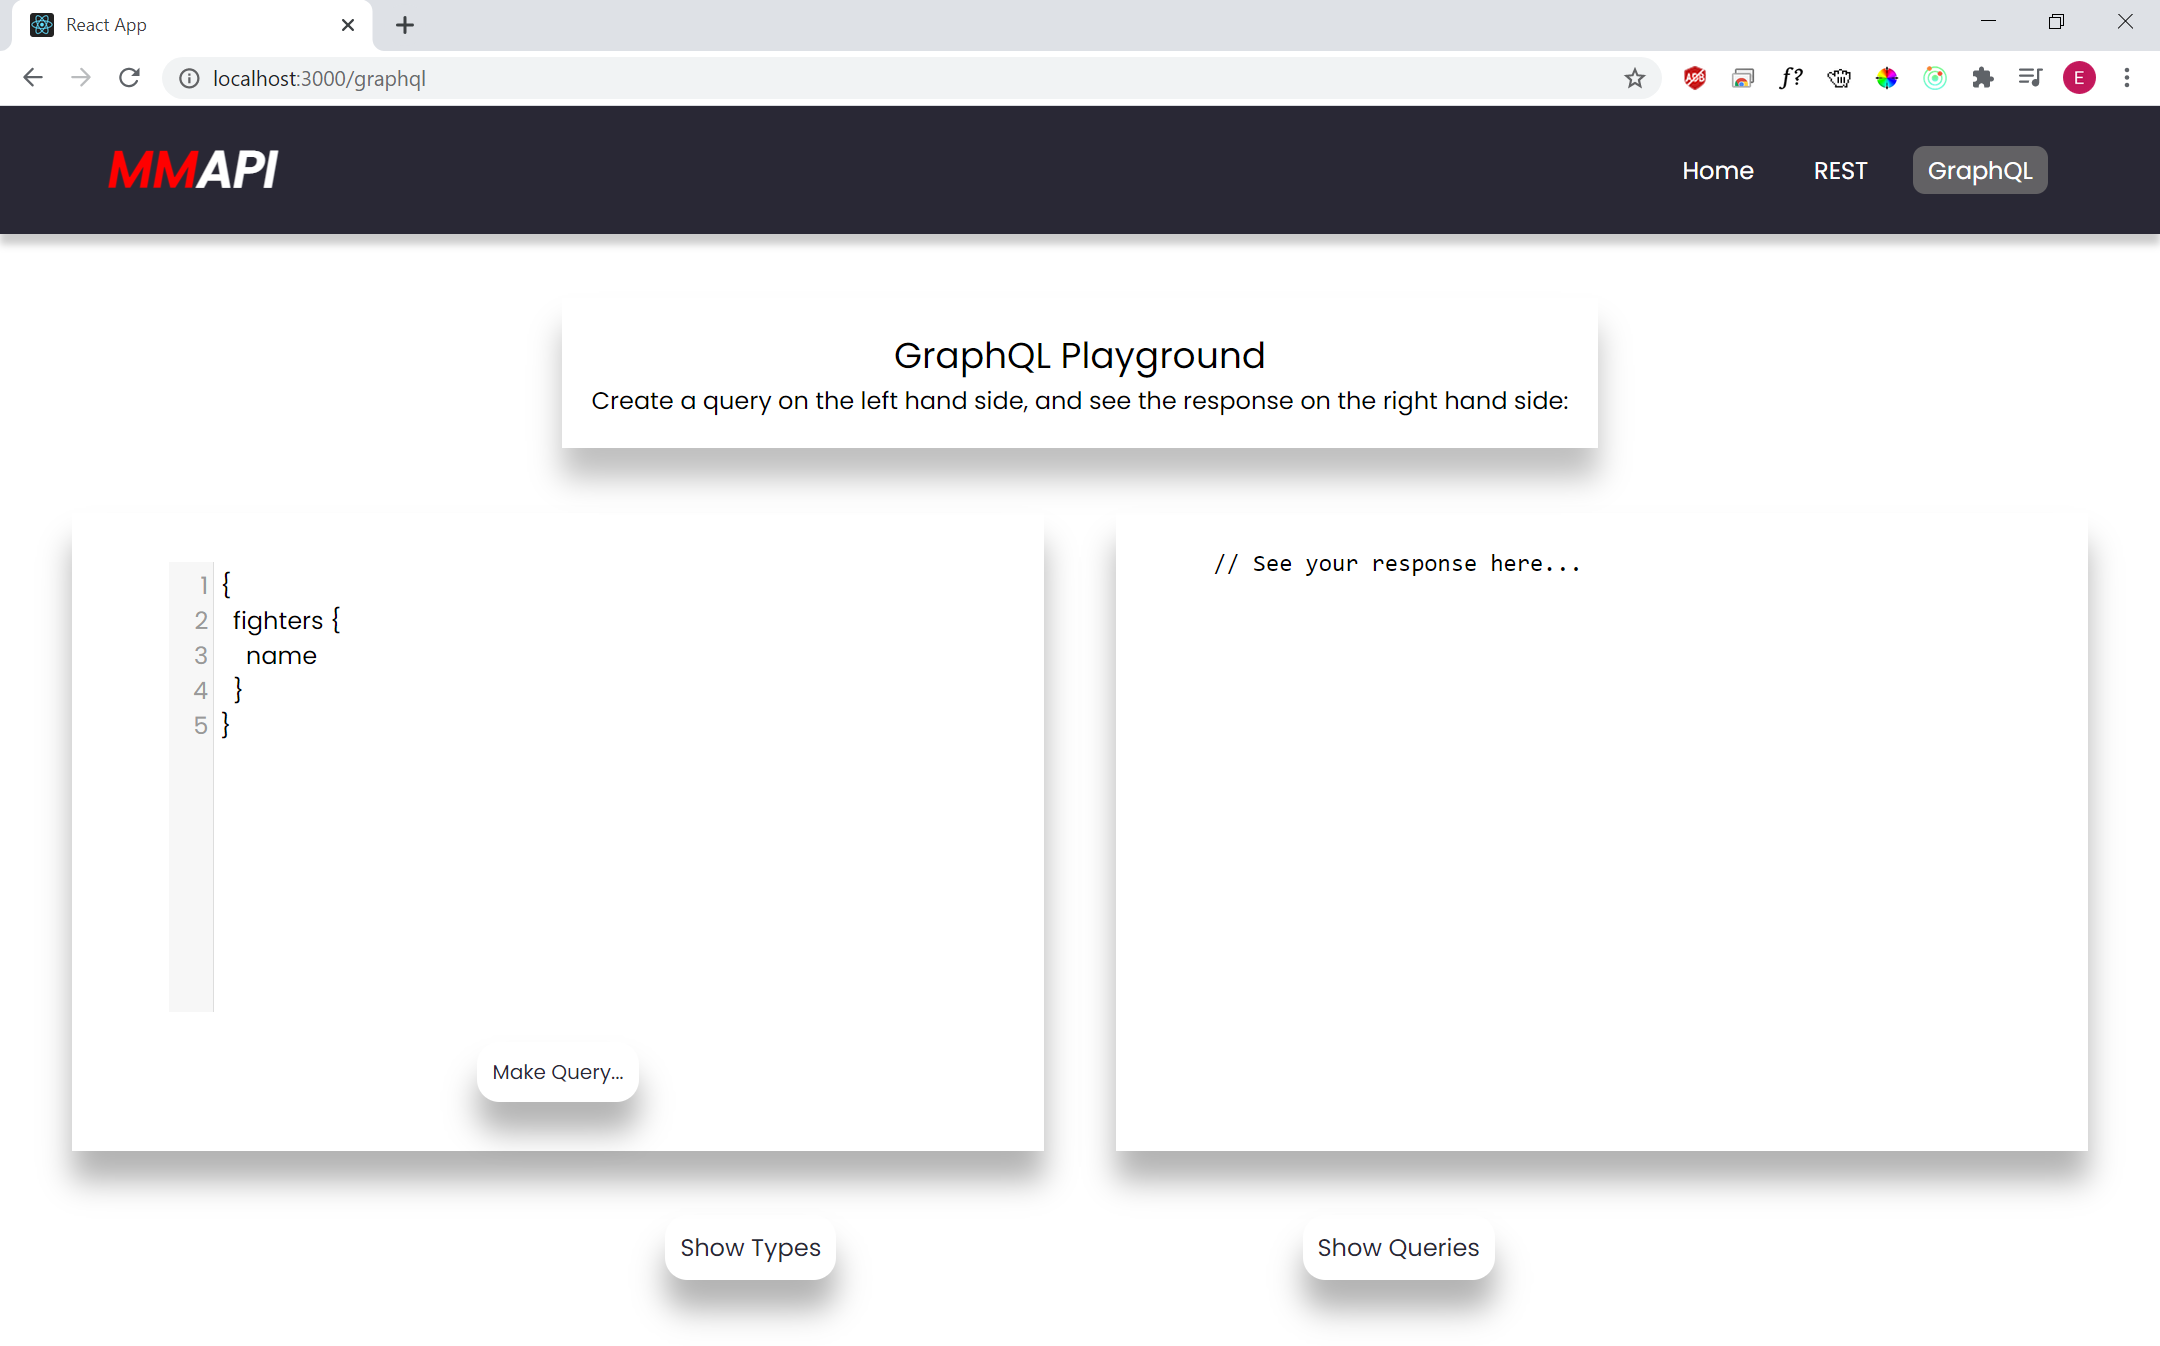 React App
localhost:3000/graphql
ABP
f?
E
MMAPI
Home REST GraphQL
GraphQL Playground
Create a query on the left hand side, and see the response on the right hand side:
1 {
2 fighters {
3 name
4 }
5 }
// See your response here...
Make Query...
Show Types
Show Queries